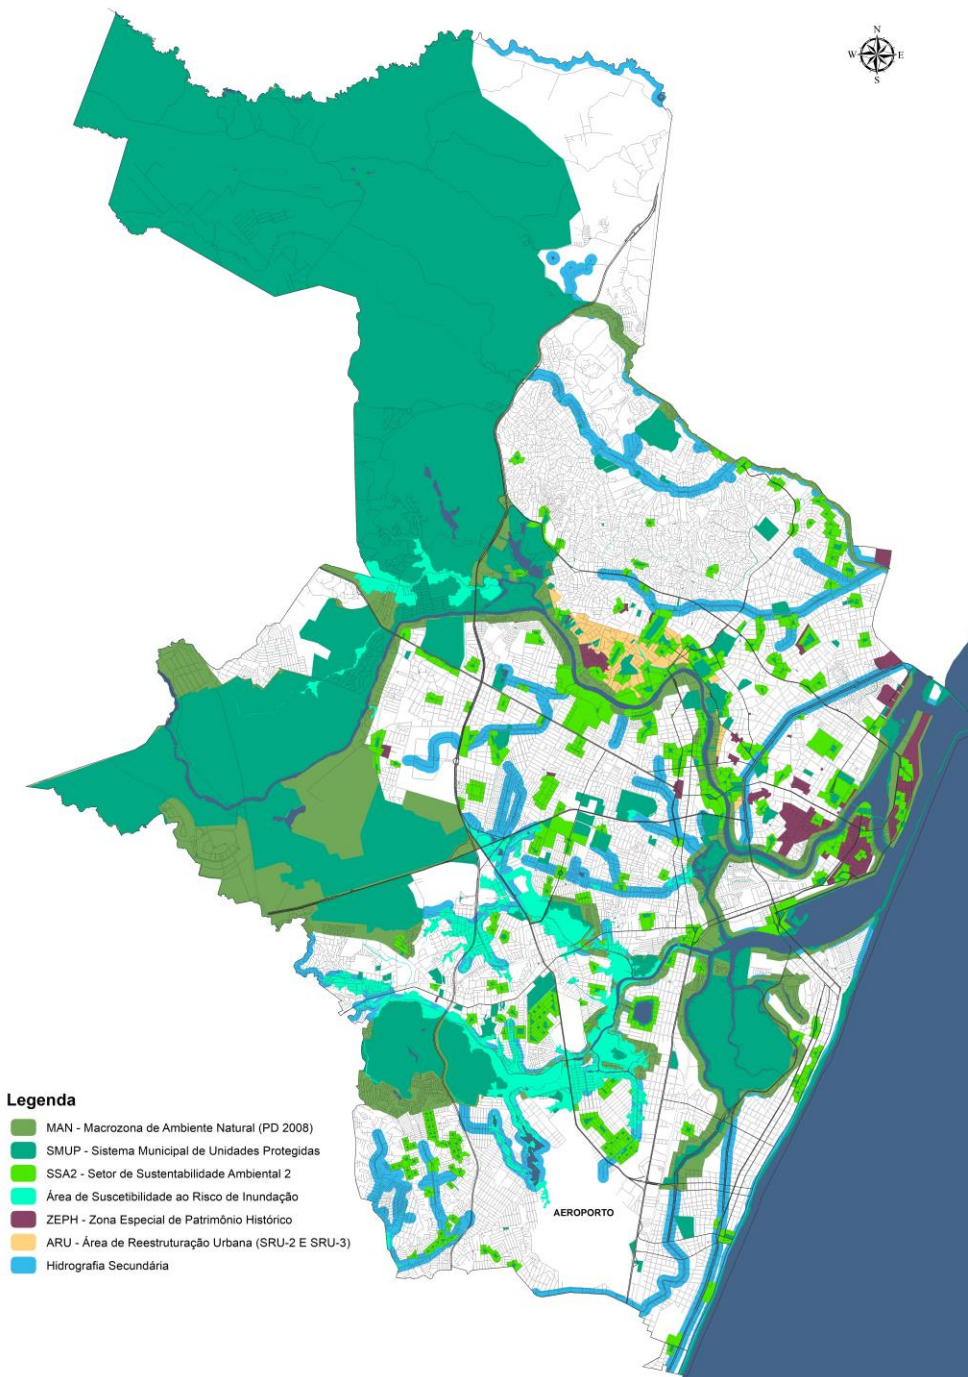 N
W E
S
Legenda
MAN - Macrozona de Ambiente Natural (PD 2008)
SMUP - Sistema Municipal de Unidades Protegidas
SSA2 - Setor de Sustentabilidade Ambiental 2
Área de Suscetibilidade ao Risco de Inundação
ZEPH - Zona Especial de Patrimônio Histórico
ARU - Área de Reestruturação Urbana (SRU-2 E SRU-3)
Hidrografia Secundária
AEROPORTO